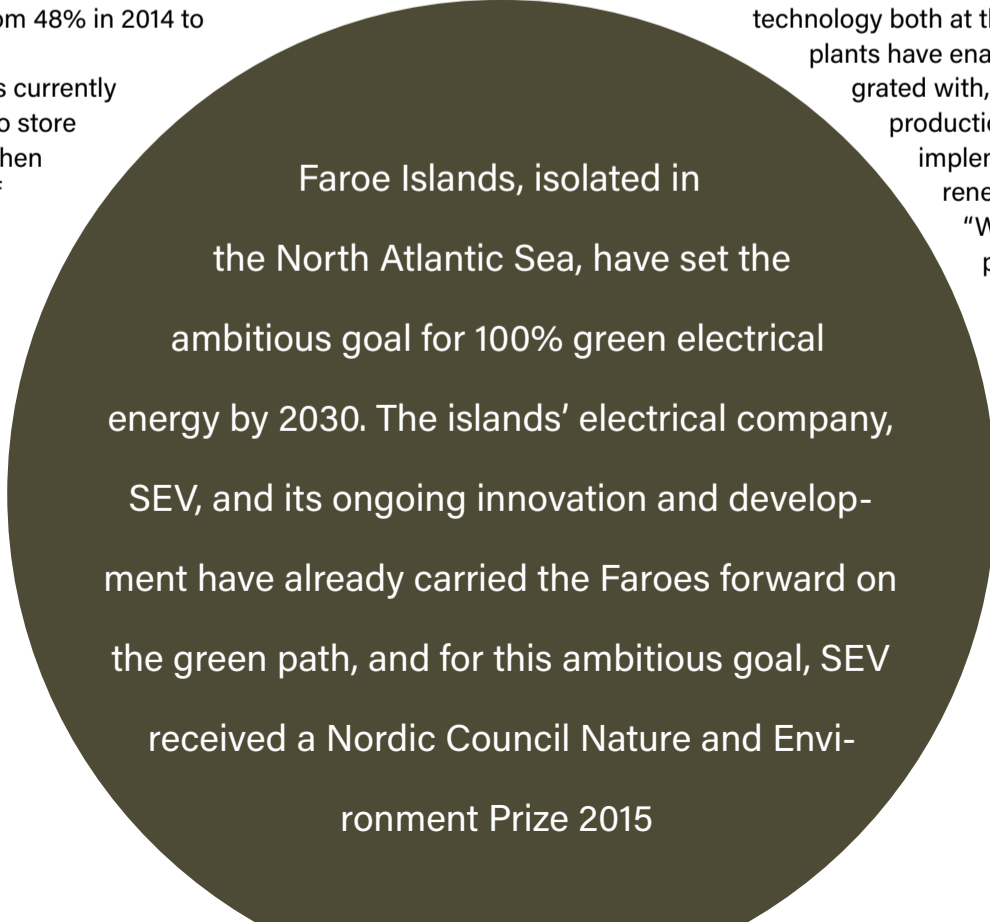 om 48% in 2014 to
s currently
o store
hen
Faroe Islands, isolated in
the North Atlantic Sea, have set the
ambitious goal for 100% green electrical
energy by 2030. The islands’ electrical company,
SEV, and its ongoing innovation and develop-
ment have already carried the Faroes forward on
the green path, and for this ambitious goal, SEV
received a Nordic Council Nature and Envi-
ronment Prize 2015
technology both at t
plants have ena
grated with,
producti
imple
rene
“W
p